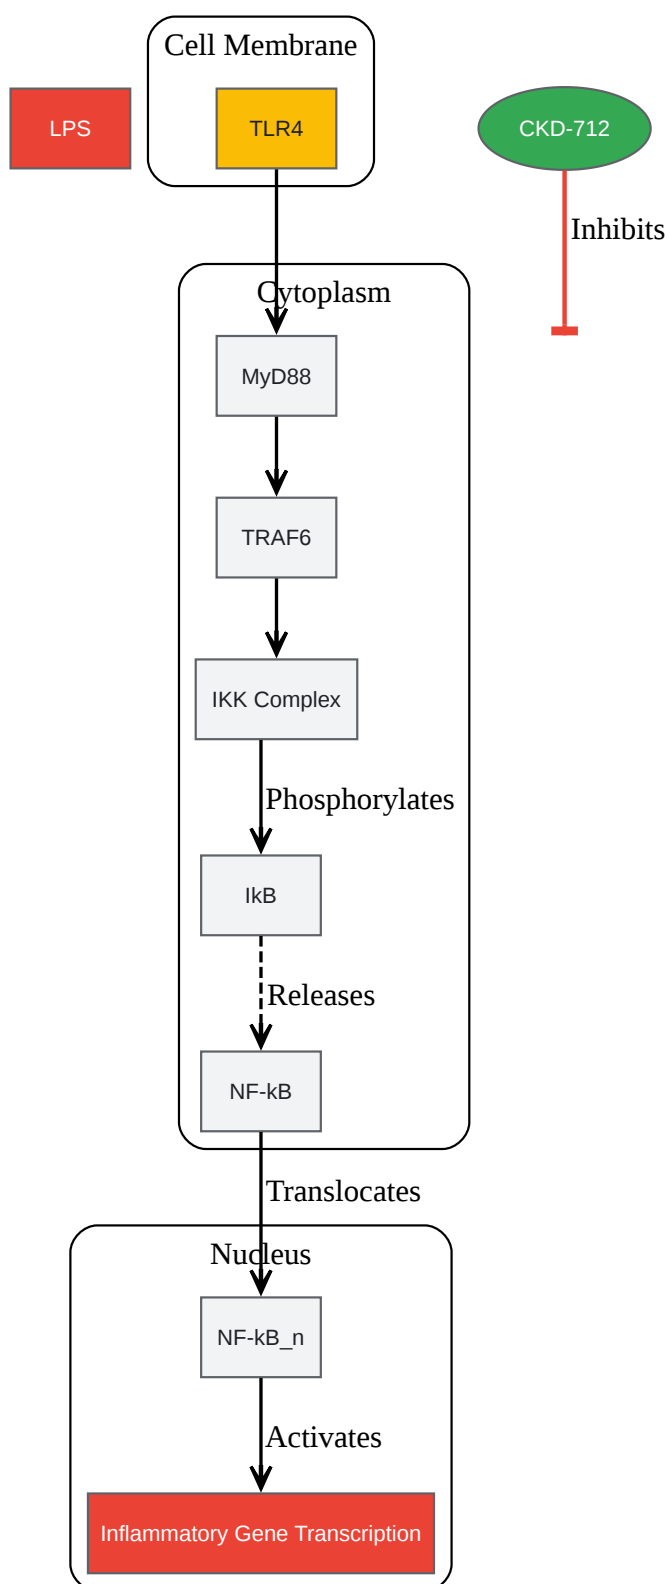 Cell Membrane
LPS
TLR4
CKD-712
Inhibits
Cytoplasm
MyD88
TRAF6
IKK Complex
Phosphorylates
IkB
Releases
NF-kB
Translocates
Nucleus
NF-kB_n
Activates
Inflammatory Gene Transcription